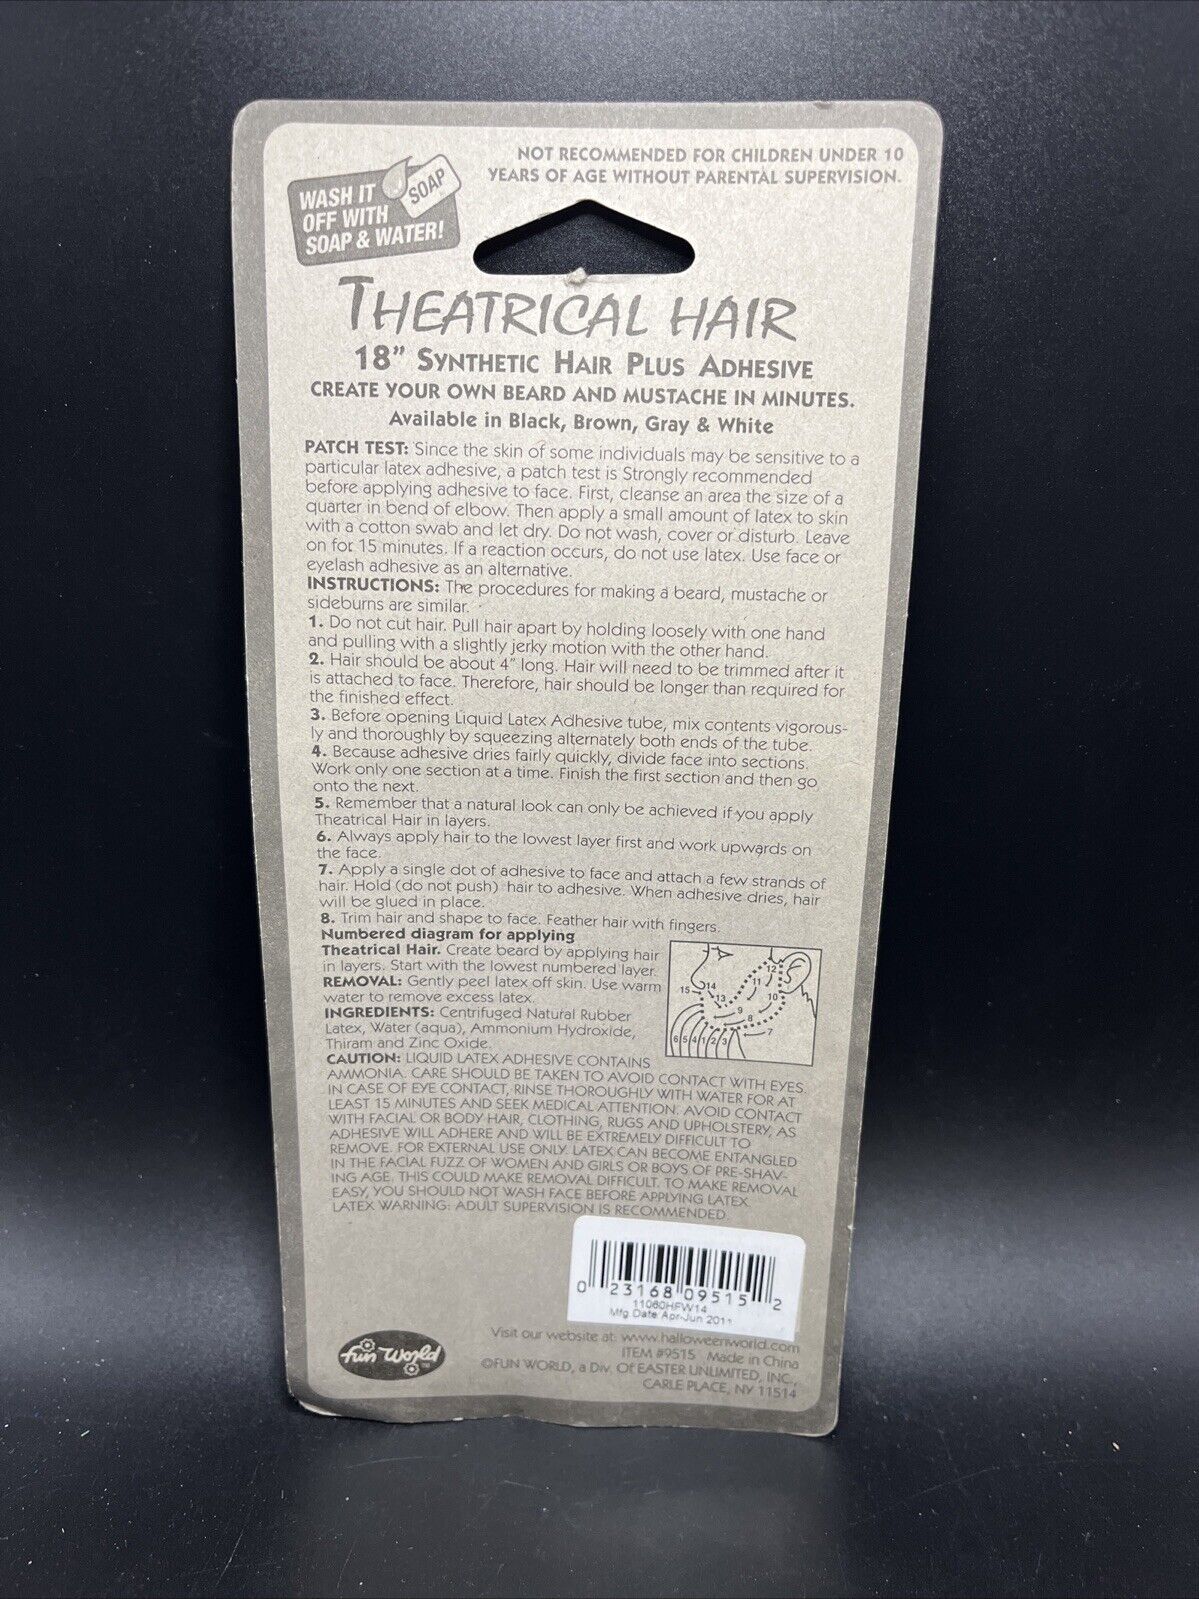 NOT RECOMMENDED FOR CHILDREN UNDER 10
YEARS OF AGE WITHOUT PARENTAL SUPERVISION.
WASH IT
OFF WITH
SOAP & WATER!
SOAP
THEATRICAL HAIR
18” SYNTHETIC HAIR PLUS ADHESIVE
CREATE YOUR OWN BEARD AND MUSTACHE IN MINUTES.
Available in Black, Brown, Gray & White
PATCH TEST: Since the skin of some individuals may be sensitive to a
particular latex adhesive, a patch test is Strongly recommended
before applying adhesive to face. First, cleanse an area the size of a
quarter in bend of elbow. Then apply a small amount of latex to skin
with a cotton swab and let dry. Do not wash, cover or disturb. Leave
on for 15 minutes. If a reaction occurs, do not use latex. Use face or
eyelash adhesive as an alternative.
INSTRUCTIONS: The procedures for making a beard, mustache or
sideburns are similar.
1. Do not cut hair. Pull hair apart by holding loosely with one hand
and pulling with a slightly jerky motion with the other hand.
2. Hair should be about 4” long. Hair will need to be trimmed after it
is attached to face. Therefore, hair should be longer than required for
the finished effect.
3. Before opening Liquid Latex Adhesive tube, mix contents vigorous-
ly and thoroughly by squeezing alternately both ends of the tube.
4. Because adhesive dries fairly quickly, divide face into sections.
Work only one section at a time. Finish the first section and then go
onto the next.
5. Remember that a natural look can only be achieved if you apply
Theatrical Hair in layers.
6. Always apply hair to the lowest layer first and work upwards on
the face.
7. Apply a single dot of adhesive to face and attach a few strands of
hair. Hold (do not push) hair to adhesive. When adhesive dries, hair
will be glued in place.
8. Trim hair and shape to face. Feather hair with fingers.
Numbered diagram for applying
Theatrical Hair. Create beard by applying hair
in layers. Start with the lowest numbered layer.
REMOVAL: Gently peel latex off skin. Use warm
water to remove excess latex.
INGREDIENTS: Centrifuged Natural Rubber
Latex, Water (aqua), Ammonium Hydroxide,
Thiram and Zinc Oxide.
12
11
10
15
14
13
9
8
7
6 5 4 1 2 3
CAUTION: LIQUID LATEX ADHESIVE CONTAINS
AMMONIA. CARE SHOULD BE TAKEN TO AVOID CONTACT WITH EYES.
IN CASE OF EYE CONTACT, RINSE THOROUGHLY WITH WATER FOR AT
LEAST 15 MINUTES AND SEEK MEDICAL ATTENTION. AVOID CONTACT
WITH FACIAL OR BODY HAIR, CLOTHING, RUGS AND UPHOLSTERY, AS
ADHESIVE WILL ADHERE AND WILL BE EXTREMELY DIFFICULT TO
REMOVE. FOR EXTERNAL USE ONLY. LATEX CAN BECOME ENTANGLED
IN THE FACIAL FUZZ OF WOMEN AND GIRLS OR BOYS OF PRE-SHAV-
ING AGE. THIS COULD MAKE REMOVAL DIFFICULT. TO MAKE REMOVAL
EASY, YOU SHOULD NOT WASH FACE BEFORE APPLYING LATEX.
LATEX WARNING: ADULT SUPERVISION IS RECOMMENDED.
0 23168 09515 2
11060HFW14
Mfg Date Apr-Jun 2011
fun World
TM
Visit our website at: www.halloweenworld.com
ITEM #9515 Made in China
©FUN WORLD, a Div. Of EASTER UNLIMITED, INC.,
CARLE PLACE, NY 11514